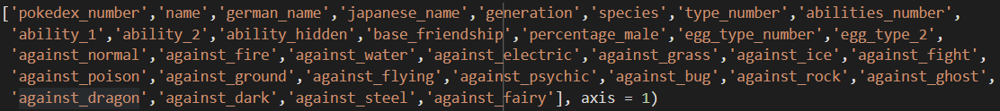 ['pokedex_number','name','german_name','japanese_name','generation','species','type_number','abilities_number',
'ability_1','ability_2','ability_hidden','base_friendship','percentage_male','egg_type_number','egg_type_2',
'against_normal','against_fire','against_water','against_electric','against_grass','against_ice','against_fight',
'against_poison','against_ground','against_flying','against_psychic','against_bug','against_rock','against_ghost',
'against_dragon','against_dark','against_steel','against_fairy'], axis = 1)